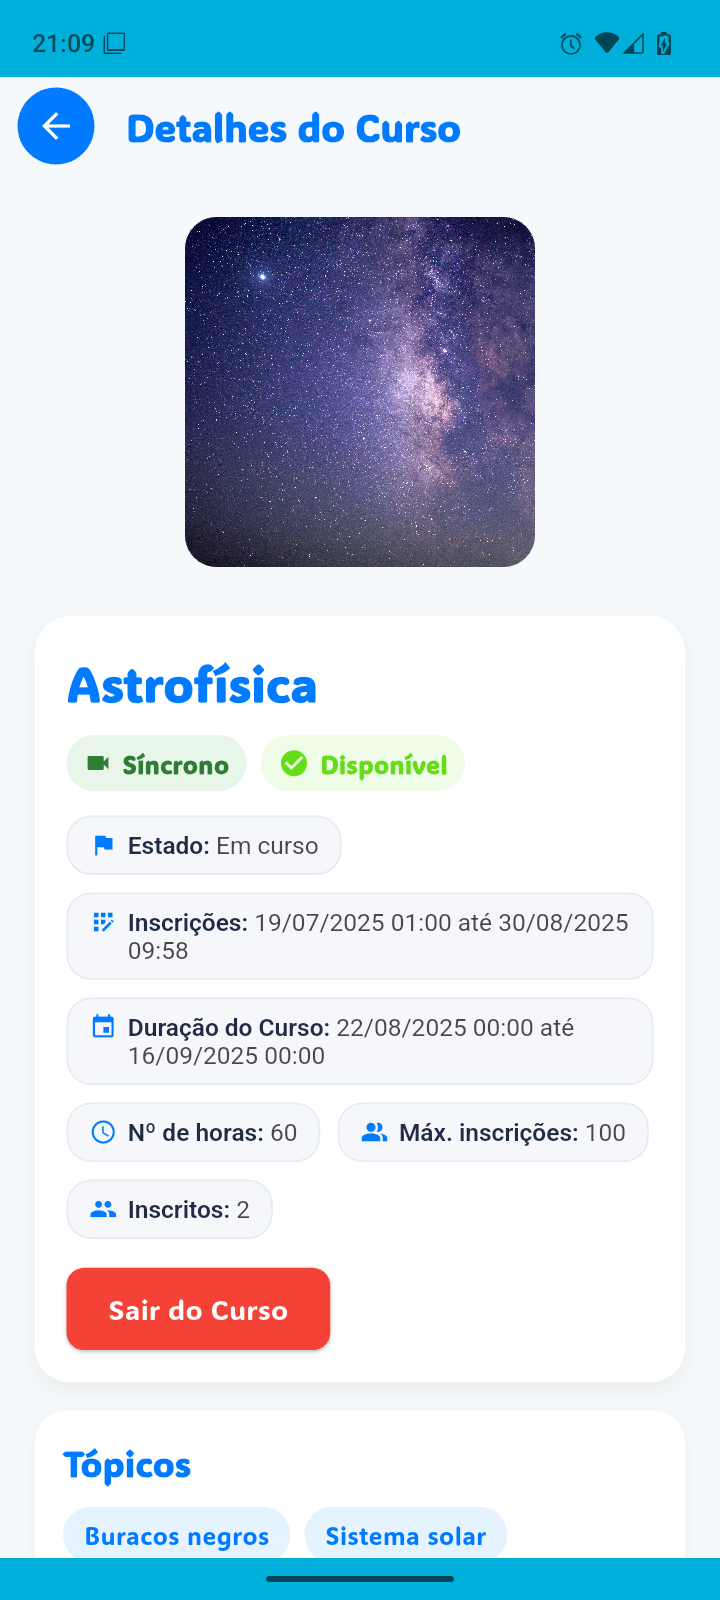 21:09
Detalhes do Curso
Astrofísica
Síncrono Disponível
Estado: Em curso
Inscrições: 19/07/2025 01:00 até 30/08/2025
09:58
Duração do Curso: 22/08/2025 00:00 até
16/09/2025 00:00
Nº de horas: 60 Máx. inscrições: 100
Inscritos: 2
Sair do Curso
Tópicos
Buracos negros Sistema solar